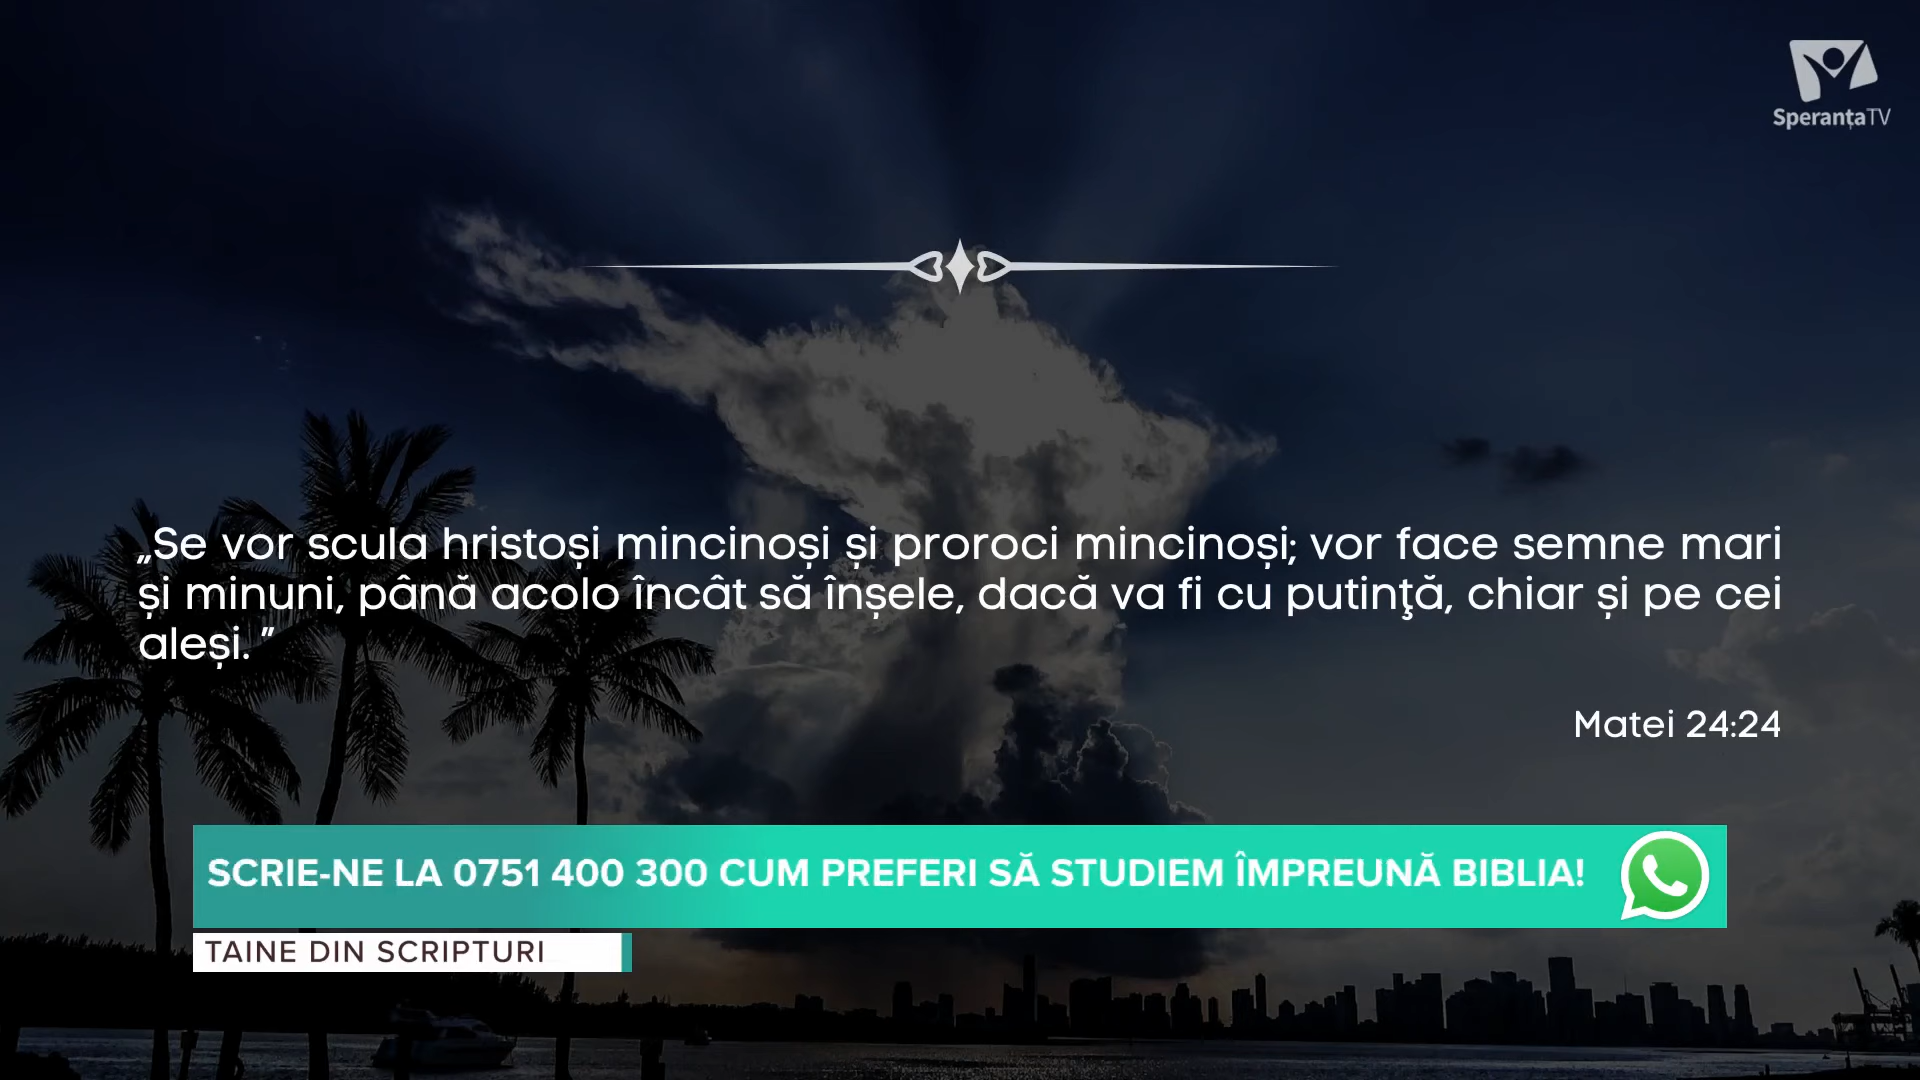 SperanțaTV
„Se vor scula hristoși mincinoși și proroci mincinoși; vor face semne mari
și minuni, până acolo încât să înșele, dacă va fi cu putinţă, chiar și pe cei
aleși. ”
Matei 24:24
SCRIE-NE LA 0751 400 300 CUM PREFERI SĂ STUDIEM ÎMPREUNĂ BIBLIA!
TAINE DIN SCRIPTURI